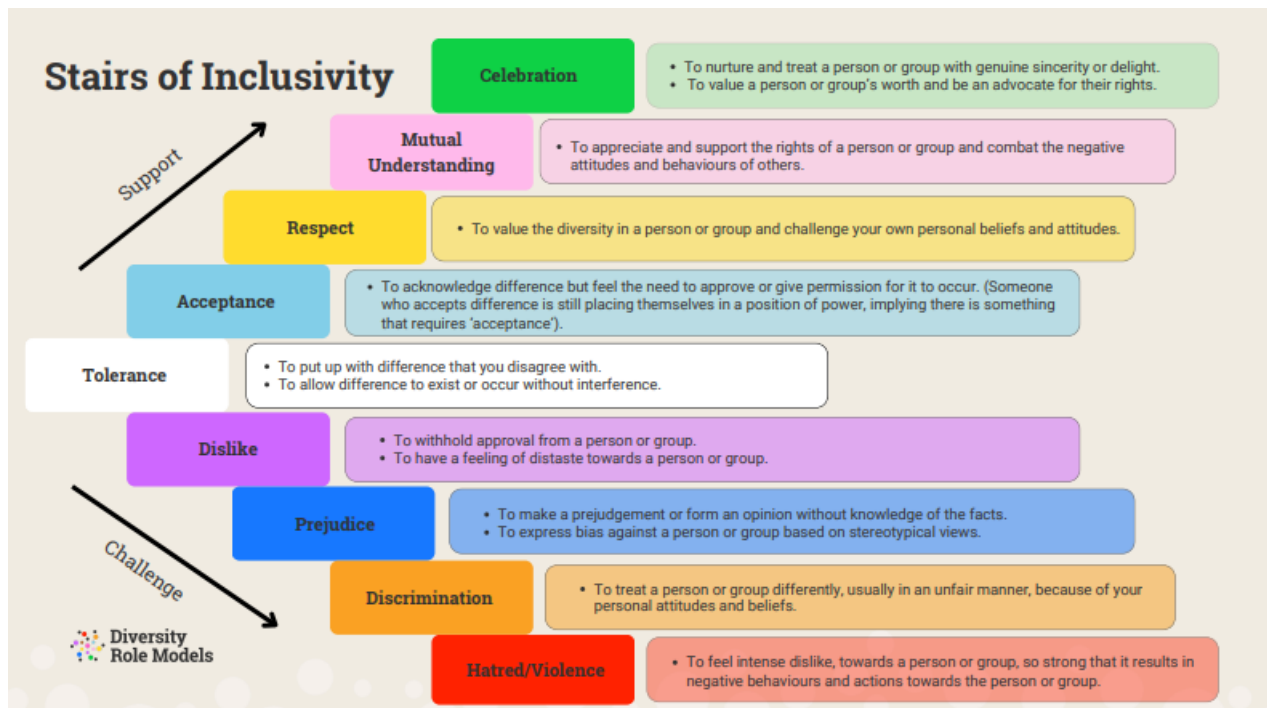 Stairs of Inclusivity
Support
Celebration
• To nurture and treat a person or group with genuine sincerity or delight.
• To value a person or group's worth and be an advocate for their rights.
Mutual
Understanding
• To appreciate and support the rights of a person or group and combat the negative
attitudes and behaviours of others.
Respect
• To value the diversity in a person or group and challenge your own personal beliefs and attitudes.
Acceptance
• To acknowledge difference but feel the need to approve or give permission for it to occur. (Someone
who accepts difference is still placing themselves in a position of power, implying there is something
that requires 'acceptance').
Tolerance
• To put up with difference that you disagree with.
• To allow difference to exist or occur without interference.
Dislike
• To withhold approval from a person or group.
• To have a feeling of distaste towards a person or group.
Prejudice
• To make a prejudgement or form an opinion without knowledge of the facts.
• To express bias against a person or group based on stereotypical views.
Challenge
Discrimination
• To treat a person or group differently, usually in an unfair manner, because of your
personal attitudes and beliefs.
Hatred/Violence
• To feel intense dislike, towards a person or group, so strong that it results in
negative behaviours and actions towards the person or group.
Diversity
Role Models